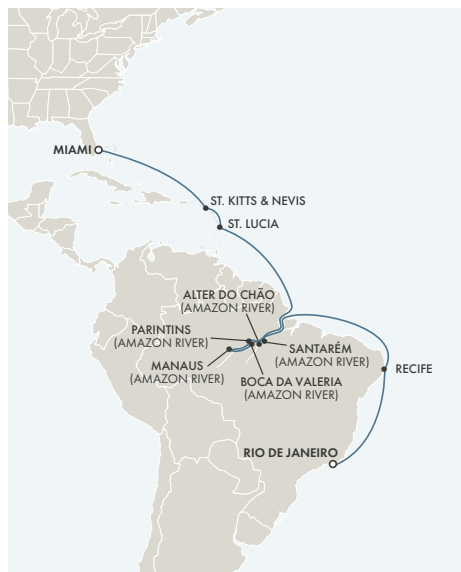 MIAMI
ST. KITTS & NEVIS
ST. LUCIA
ALTER DO CHÃO
(AMAZON RIVER)
PARINTINS
(AMAZON RIVER)
SANTARÉM
(AMAZON RIVER)
MANAUS
(AMAZON RIVER)
BOCA DA VALERIA
(AMAZON RIVER)
RECIFE
RIO DE JANEIRO